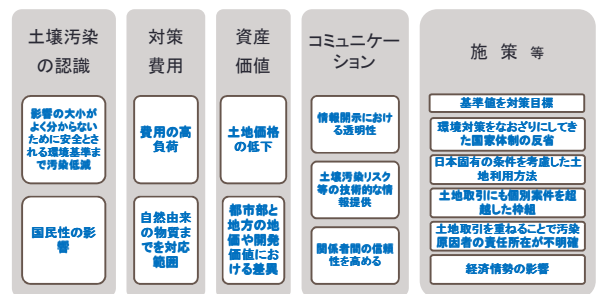 土壌汚染
の認識
影響の大小が
よく分からない
ために安全とさ
れる環境基準ま
で汚染低減
国民性の影
響
対策
費用
費用の高
負荷
自然由来
の物質ま
でを対応
範囲
資産
価値
土地価格
の低下
都市部と
地方の地
価や開発
価値にお
ける差異
コミュニケー
ション
情報開示におけ
る透明性
土壌汚染リスク
等の技術的な情
報提供
関係者間の信頼
性を高める
施策 等
基準値を対策目標
環境対策をなおざりにしてき
た国家体制の反省
日本固有の条件を考慮した土
地利用方法
土地取引にも個別案件を超
越した枠組
土地取引を重ねることで汚染
原因者の責任所在が不明確
経済情勢の影響